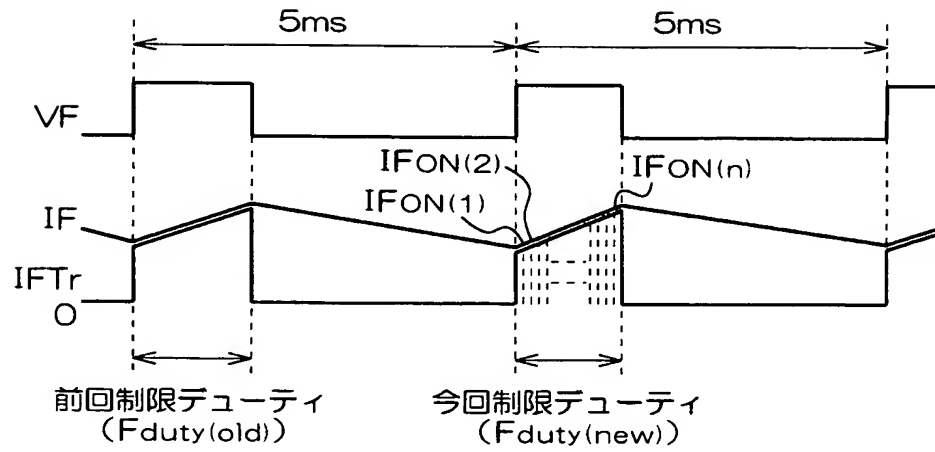 5ms 5ms
VF
IFON(2) IFON(n)
IFON(1)
IF
IFTr
0
前回制限デューティ 今回制限デューティ
(Fduty(old)) (Fduty(new))